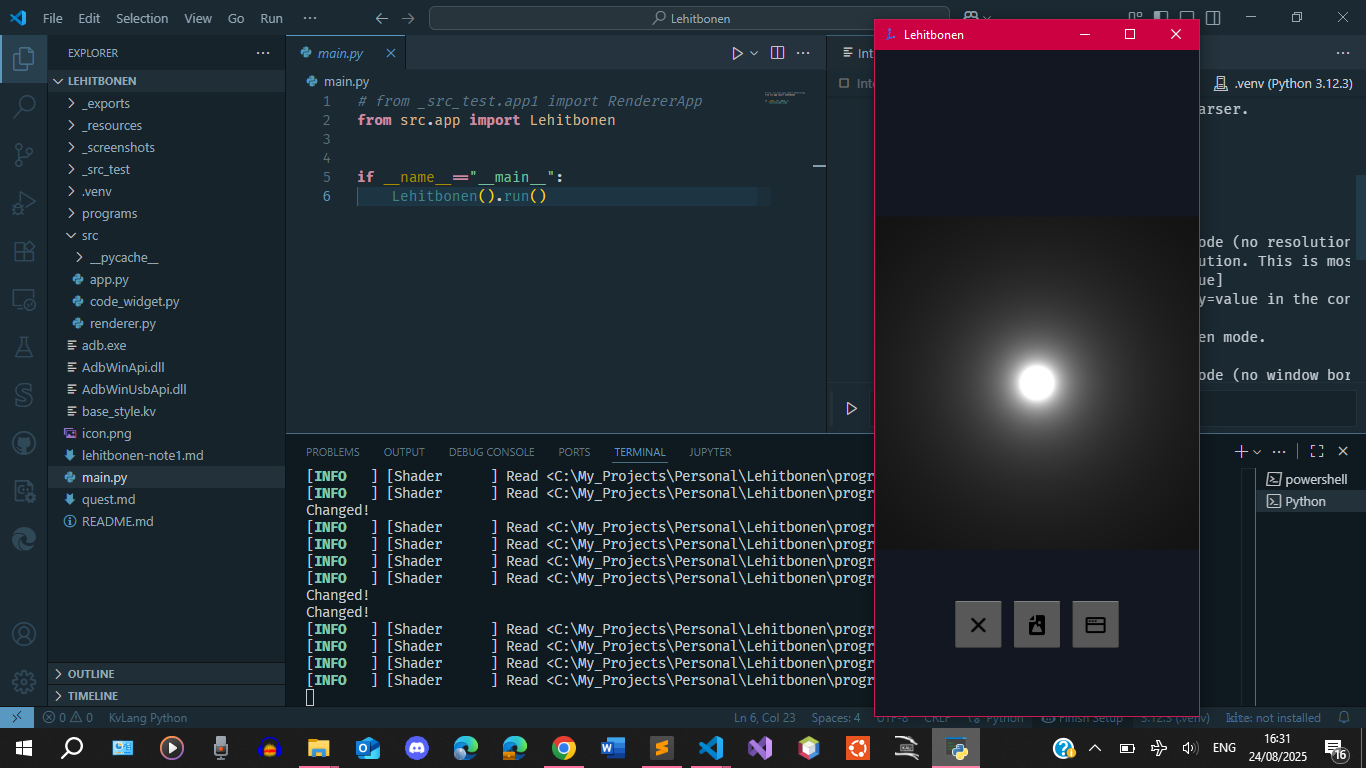 File Edit Selection View Go Run ···
Lehitbonen
EXPLORER
LEHITBONEN
_exports
_resources
_screenshots
_src_test
.venv
programs
src
__pycache__
app.py
code_widget.py
renderer.py
adb.exe
AdbWinApi.dll
AdbWinUsbApi.dll
base_style.kv
icon.png
lehitbonen-note1.md
main.py
quest.md
README.md
OUTLINE
TIMELINE
main.py
main.py
1 # from _src_test.app1 import RendererApp
2 from src.app import Lehitbonen
3
4
5 if __name__=="__main__":
6 Lehitbonen().run()
Int
Inte
.venv (Python 3.12.3)
arser.
ode (no resolution
ution. This is mos
ue]
y=value in the con
en mode.
ode (no window bor
Lehitbonen
PROBLEMS OUTPUT DEBUG CONSOLE PORTS TERMINAL JUPYTER
[INFO ] [Shader ] Read <C:\My_Projects\Personal\Lehitbonen\progr
[INFO ] [Shader ] Read <C:\My_Projects\Personal\Lehitbonen\progr
Changed!
[INFO ] [Shader ] Read <C:\My_Projects\Personal\Lehitbonen\progr
[INFO ] [Shader ] Read <C:\My_Projects\Personal\Lehitbonen\progr
[INFO ] [Shader ] Read <C:\My_Projects\Personal\Lehitbonen\progr
[INFO ] [Shader ] Read <C:\My_Projects\Personal\Lehitbonen\progr
Changed!
Changed!
[INFO ] [Shader ] Read <C:\My_Projects\Personal\Lehitbonen\progr
[INFO ] [Shader ] Read <C:\My_Projects\Personal\Lehitbonen\progr
[INFO ] [Shader ] Read <C:\My_Projects\Personal\Lehitbonen\progr
[INFO ] [Shader ] Read <C:\My_Projects\Personal\Lehitbonen\progr
powershell
Python
0 0 KvLang Python
Ln 6, Col 23 Spaces: 4 UTF-8 CRLF Python Finish Setup 3.12.3 (.venv) kite: not installed
ENG
16:31
24/08/2025
16